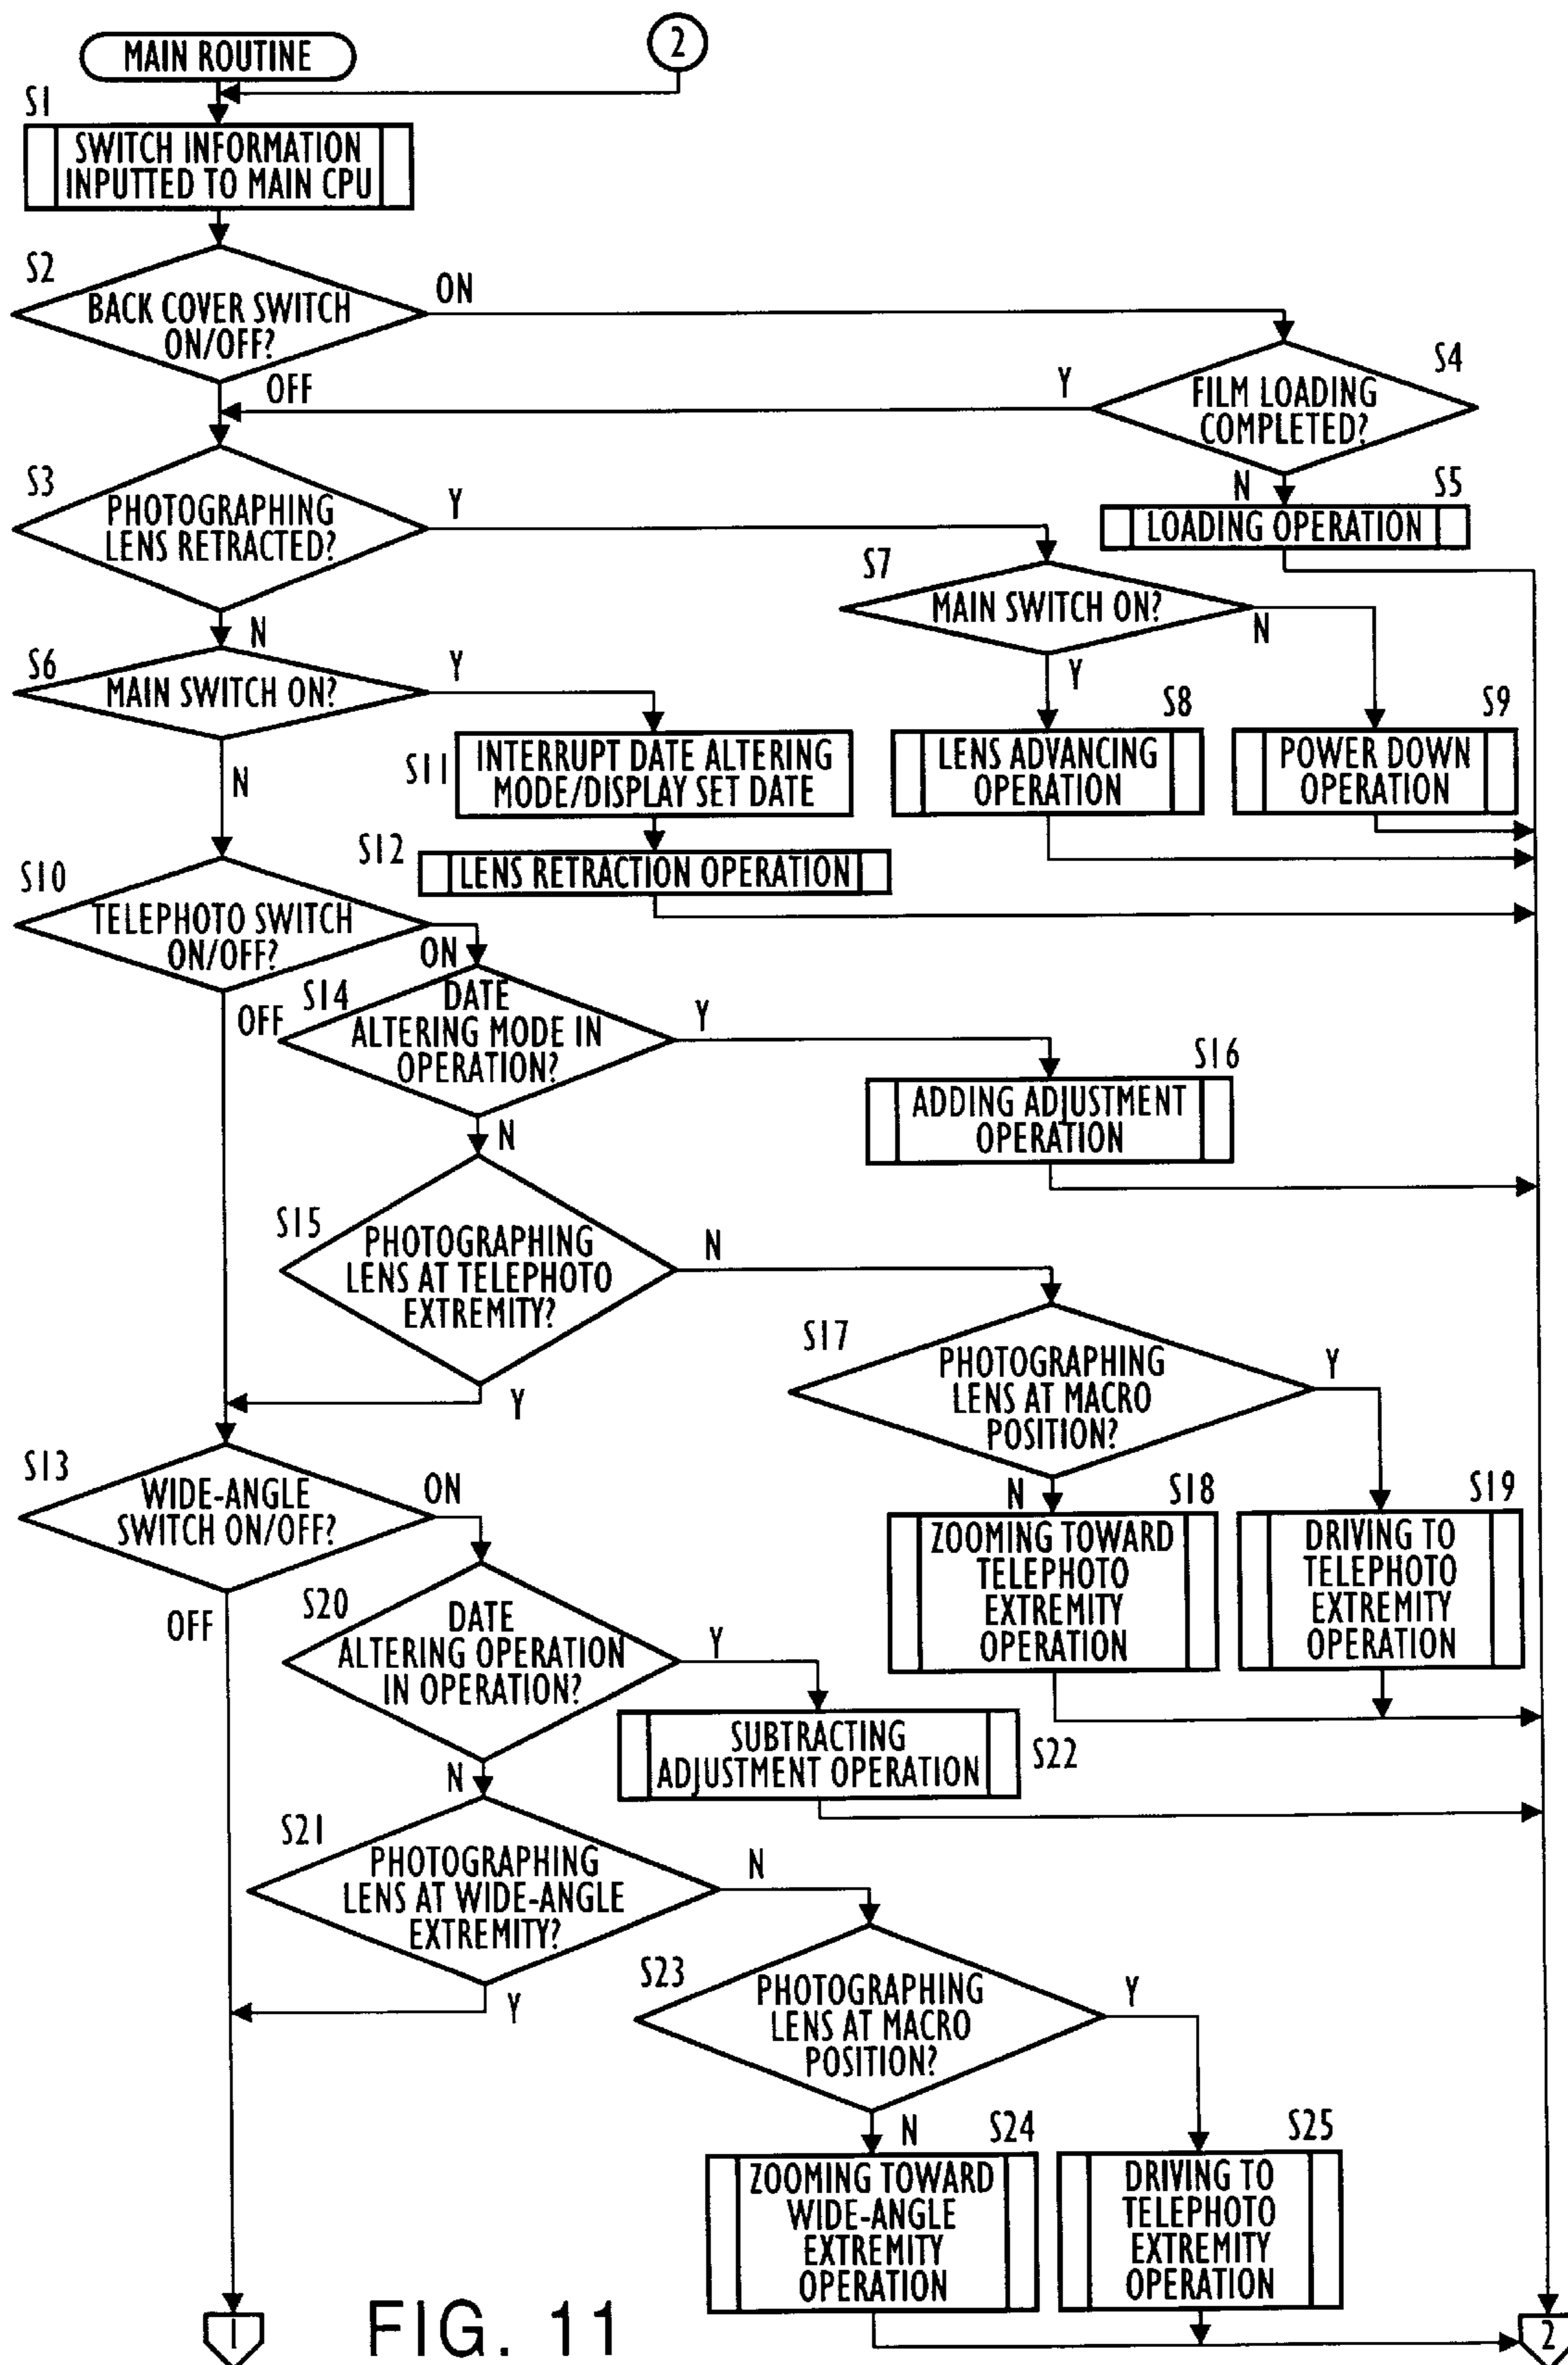 MAIN ROUTINE
2
S1
SWITCH INFORMATION
INPUTTED TO MAIN CPU
S2
BACK COVER SWITCH
ON/OFF?
ON
OFF
S4
FILM LOADING
COMPLETED?
Y
N
S5
LOADING OPERATION
S3
PHOTOGRAPHING
LENS RETRACTED?
Y
N
S7
MAIN SWITCH ON?
N
Y
S6
MAIN SWITCH ON?
Y
N
S8
LENS ADVANCING
OPERATION
S9
POWER DOWN
OPERATION
S11
INTERRUPT DATE ALTERING
MODE/DISPLAY SET DATE
S12
LENS RETRACTION OPERATION
S10
TELEPHOTO SWITCH
ON/OFF?
ON
OFF
S14
DATE
ALTERING MODE IN
OPERATION?
Y
N
S16
ADDING ADJUSTMENT
OPERATION
S15
PHOTOGRAPHING
LENS AT TELEPHOTO
EXTREMITY?
N
Y
S17
PHOTOGRAPHING
LENS AT MACRO
POSITION?
Y
N
S18
ZOOMING TOWARD
TELEPHOTO
EXTREMITY
OPERATION
S19
DRIVING TO
TELEPHOTO
EXTREMITY
OPERATION
S13
WIDE-ANGLE
SWITCH ON/OFF?
ON
OFF
S20
DATE
ALTERING OPERATION
IN OPERATION?
Y
N
SUBTRACTING
ADJUSTMENT OPERATION
S22
S21
PHOTOGRAPHING
LENS AT WIDE-ANGLE
EXTREMITY?
N
Y
S23
PHOTOGRAPHING
LENS AT MACRO
POSITION?
Y
N
S24
ZOOMING TOWARD
WIDE-ANGLE
EXTREMITY
OPERATION
S25
DRIVING TO
TELEPHOTO
EXTREMITY
OPERATION
1
FIG. 11
2